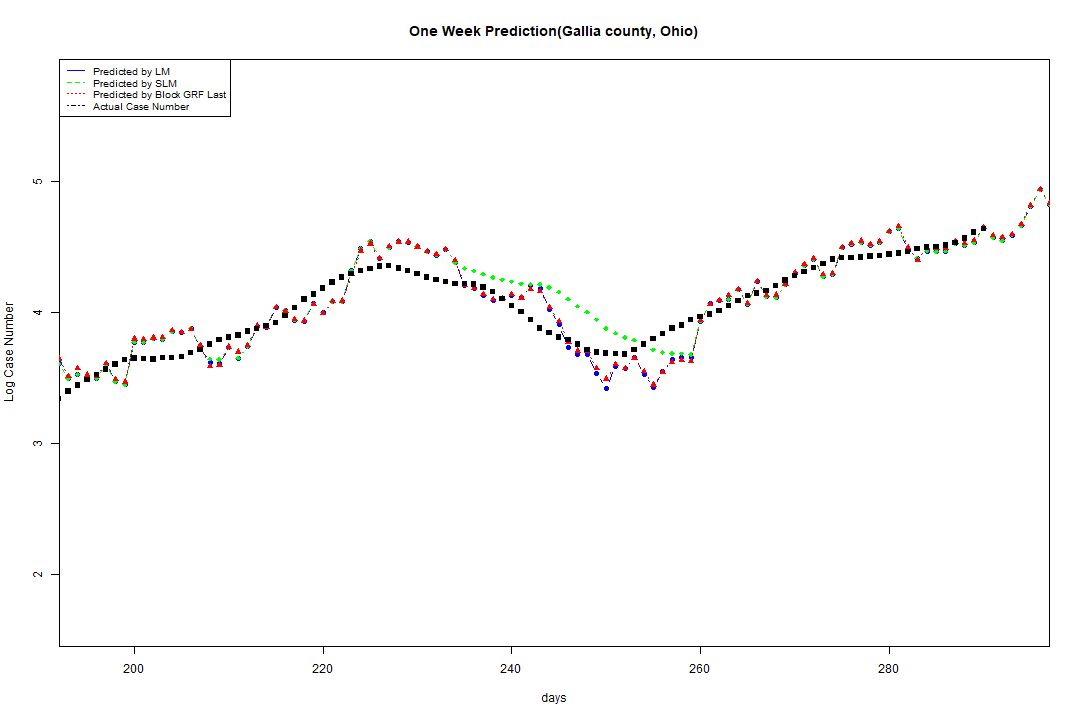 One Week Prediction(Gallia county, Ohio)
Predicted by LM
Predicted by SLM
Predicted by Block GRF Last
Actual Case Number
5
4
3
2
Log Case Number
200 220 240 260 280
days